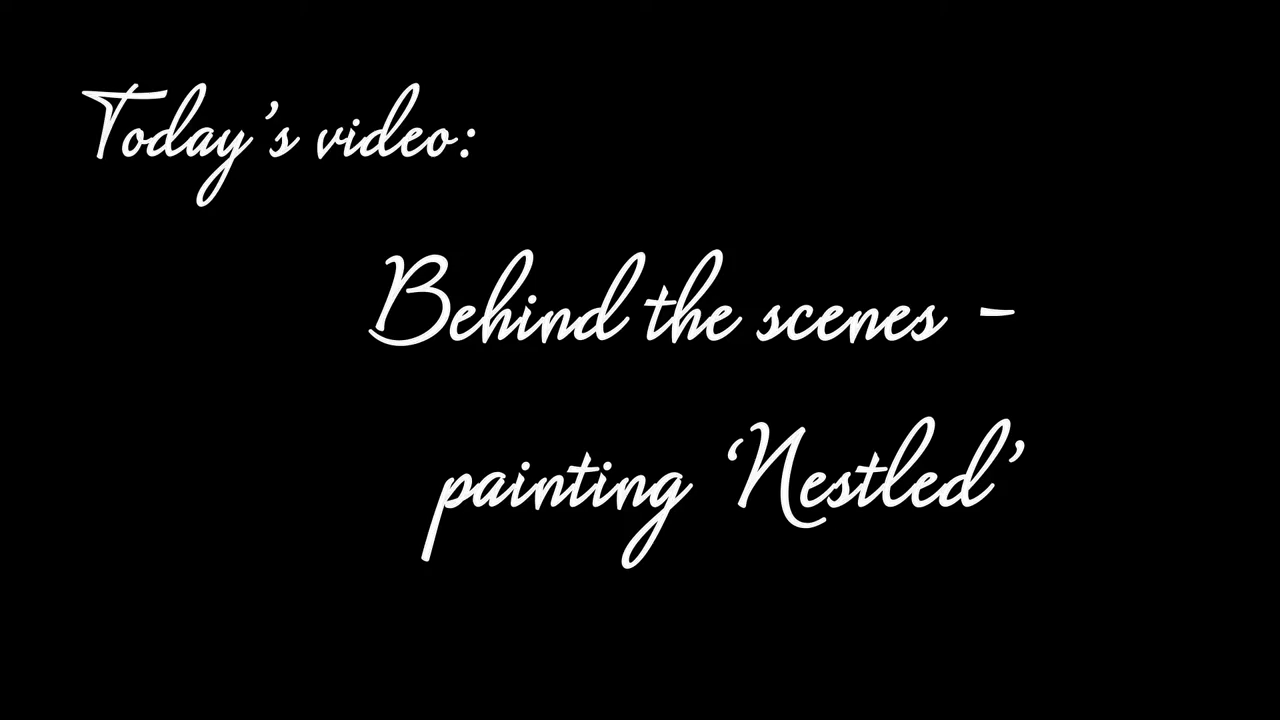 Today’s video:
Behind the scenes -
painting ‘Nestled’